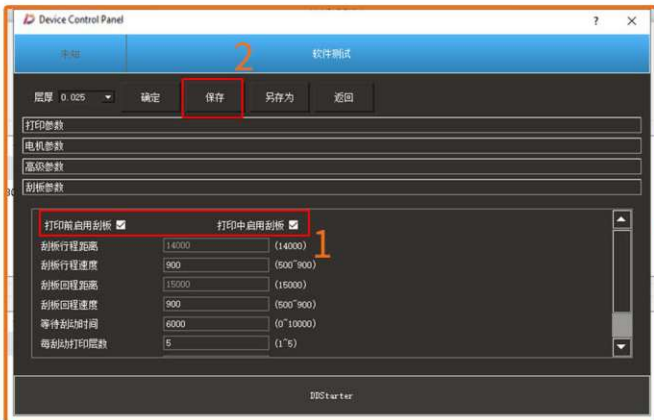 Device Control Panel ? ×
未知 软件测试
2
层厚 0.025 确定 保存 另存为 返回
打印参数
电机参数
高级参数
刮板参数
打印前启用刮板 打印中启用刮板
1
刮板行程距离 14000 (14000)
刮板行程速度 900 (500~900)
刮板回程距离 15000 (15000)
刮板回程速度 900 (500~900)
等待刮动时间 6000 (0~10000)
每刮动打印层数 5 (1~5)
DDStarter